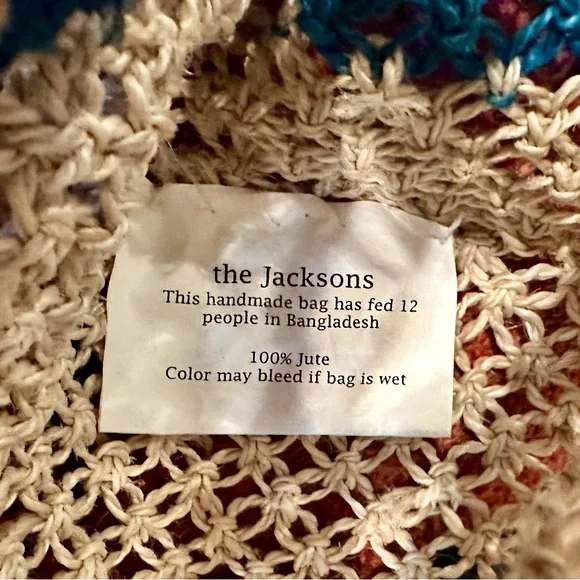 the Jacksons
This handmade bag has fed 12
people in Bangladesh
100% Jute
Color may bleed if bag is wet